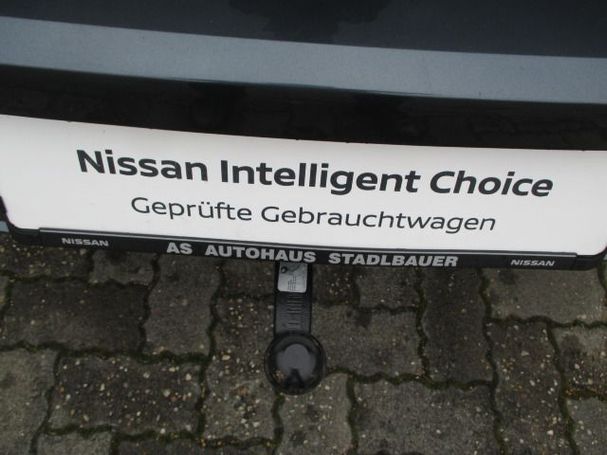 Nissan Intelligent Choice
Geprüfte Gebrauchtwagen
NISSAN AS AUTOHAUS STADLBAUER NISSAN